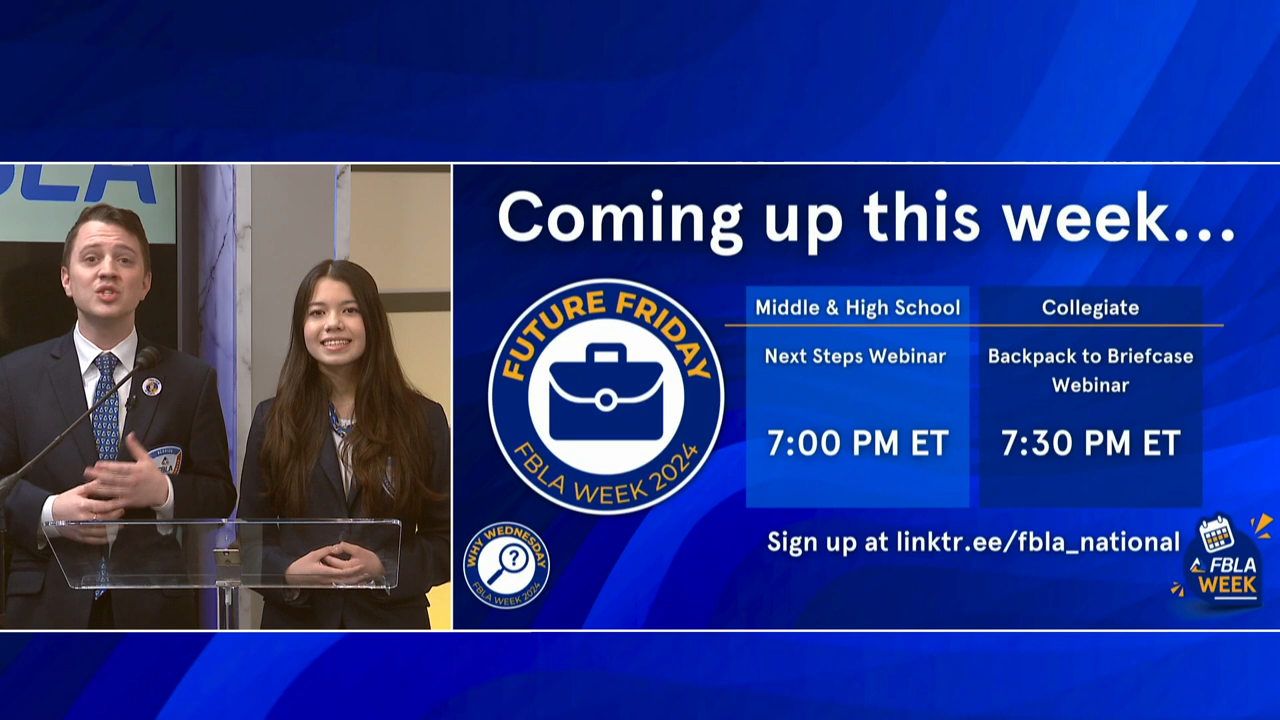 Coming up this week...
FUTURE FRIDAY
FBLA WEEK 2024
Middle & High School
Next Steps Webinar
7:00 PM ET
Collegiate
Backpack to Briefcase
Webinar
7:30 PM ET
Sign up at linktr.ee/fbla_national
WHY WEDNESDAY
?
FBLA WEEK 2024
FBLA
WEEK